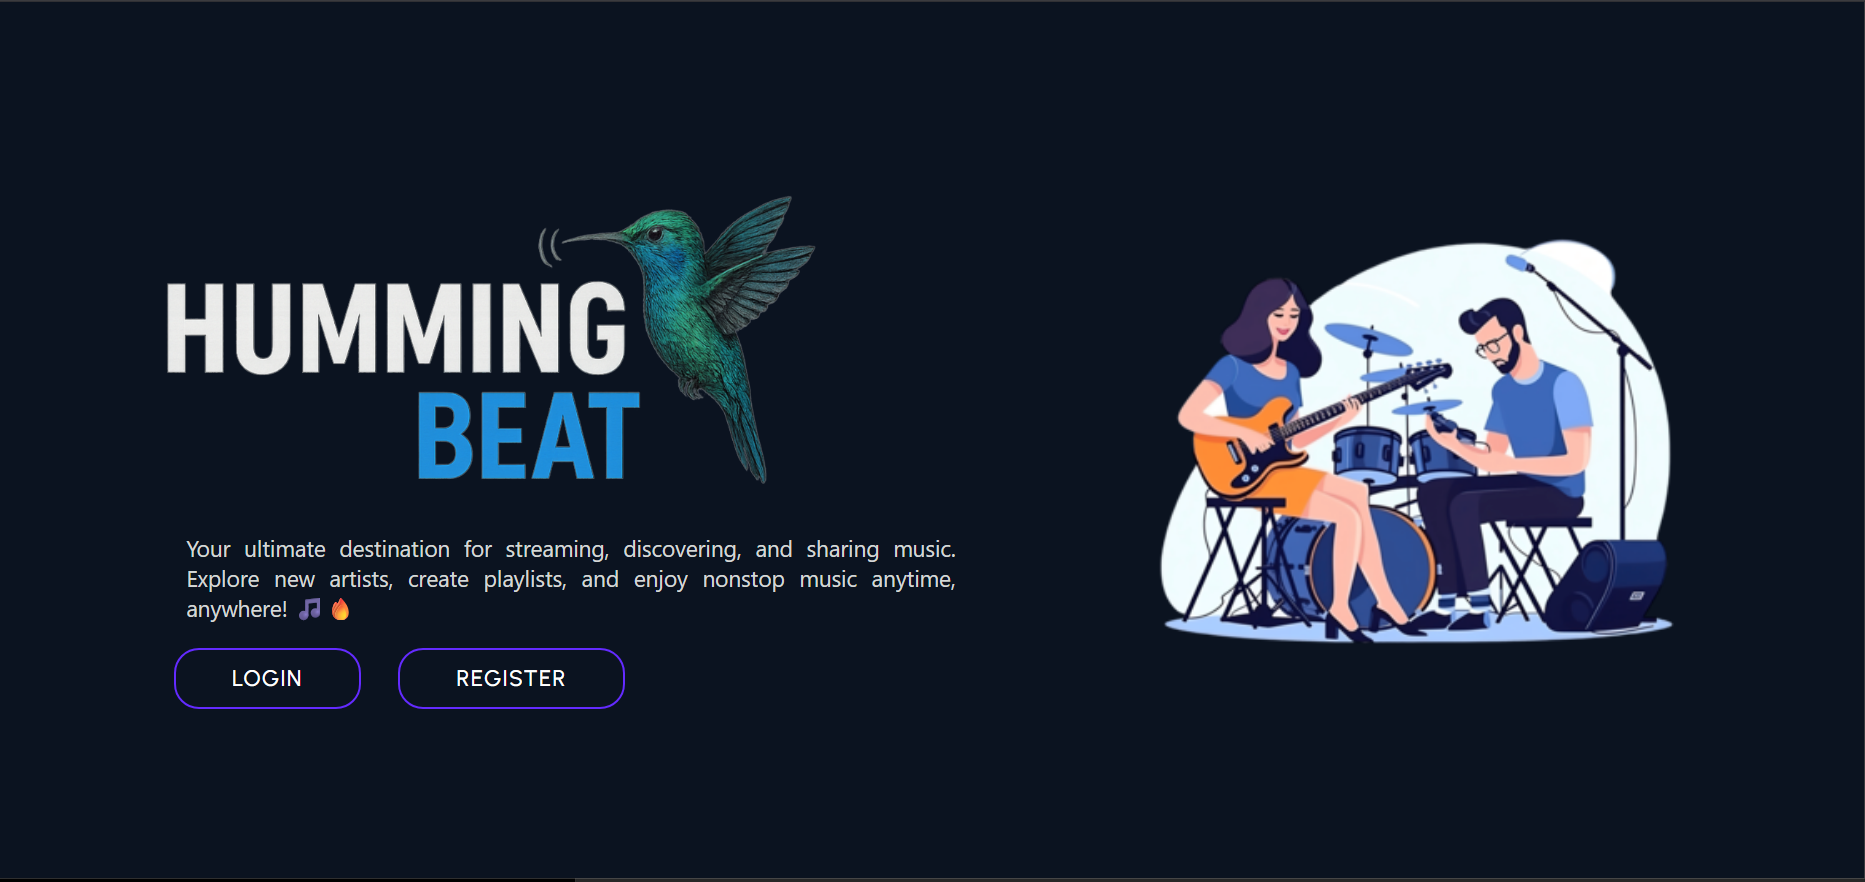 HUMMING
BEAT
Your ultimate destination for streaming, discovering, and sharing music.
Explore new artists, create playlists, and enjoy nonstop music anytime,
anywhere! 🎵 🔥
LOGIN
REGISTER